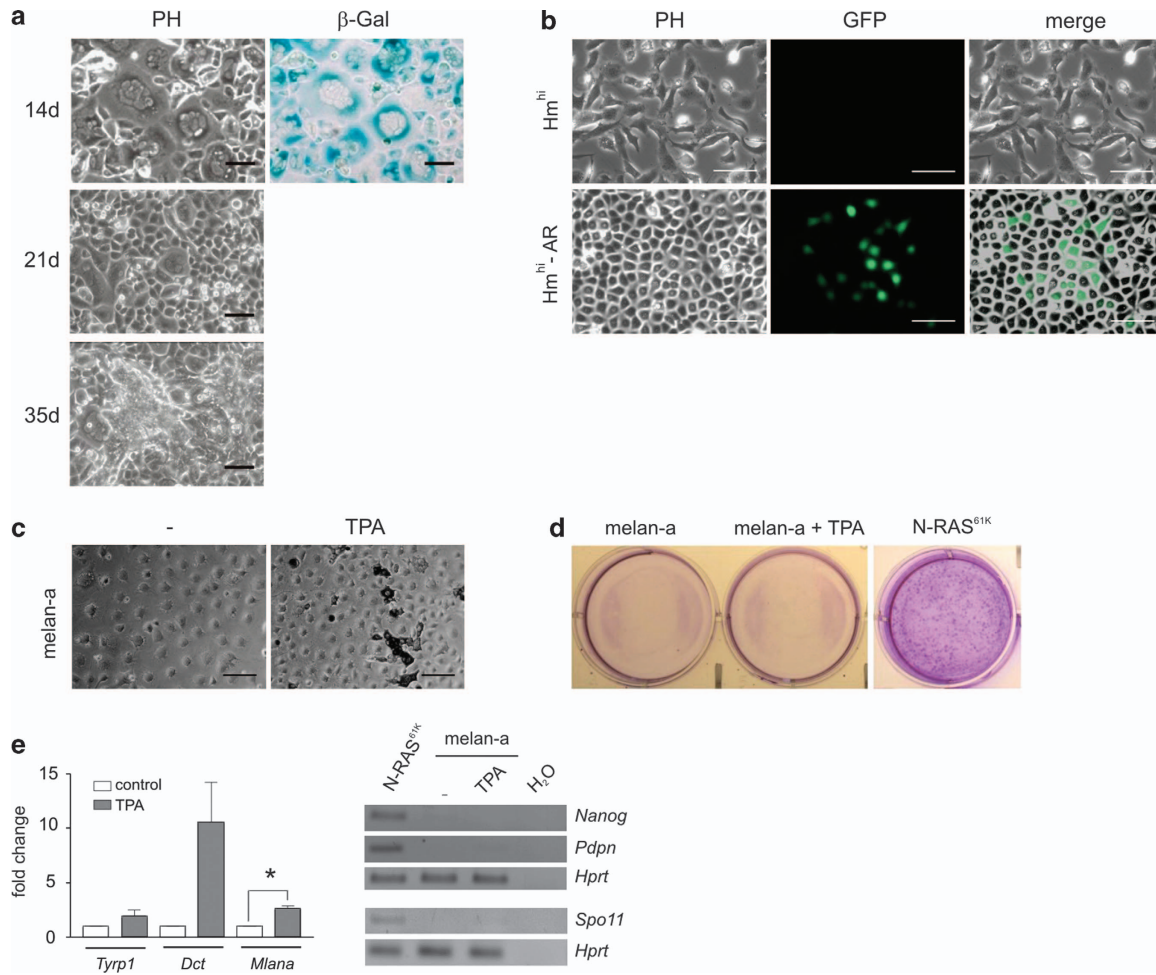 a
PH
β-Gal
14d
21d
35d
b
PH
GFP
merge
Hm^hi
Hm^hi - AR
c
-
TPA
melan-a
d
melan-a
melan-a + TPA
N-RAS^61K
e
fold change
15
10
5
0
control
TPA
*
Tyrp1
Dct
Mlana
N-RAS^61K
melan-a
-
TPA
H₂O
Nanog
Pdpn
Hprt
Spo11
Hprt